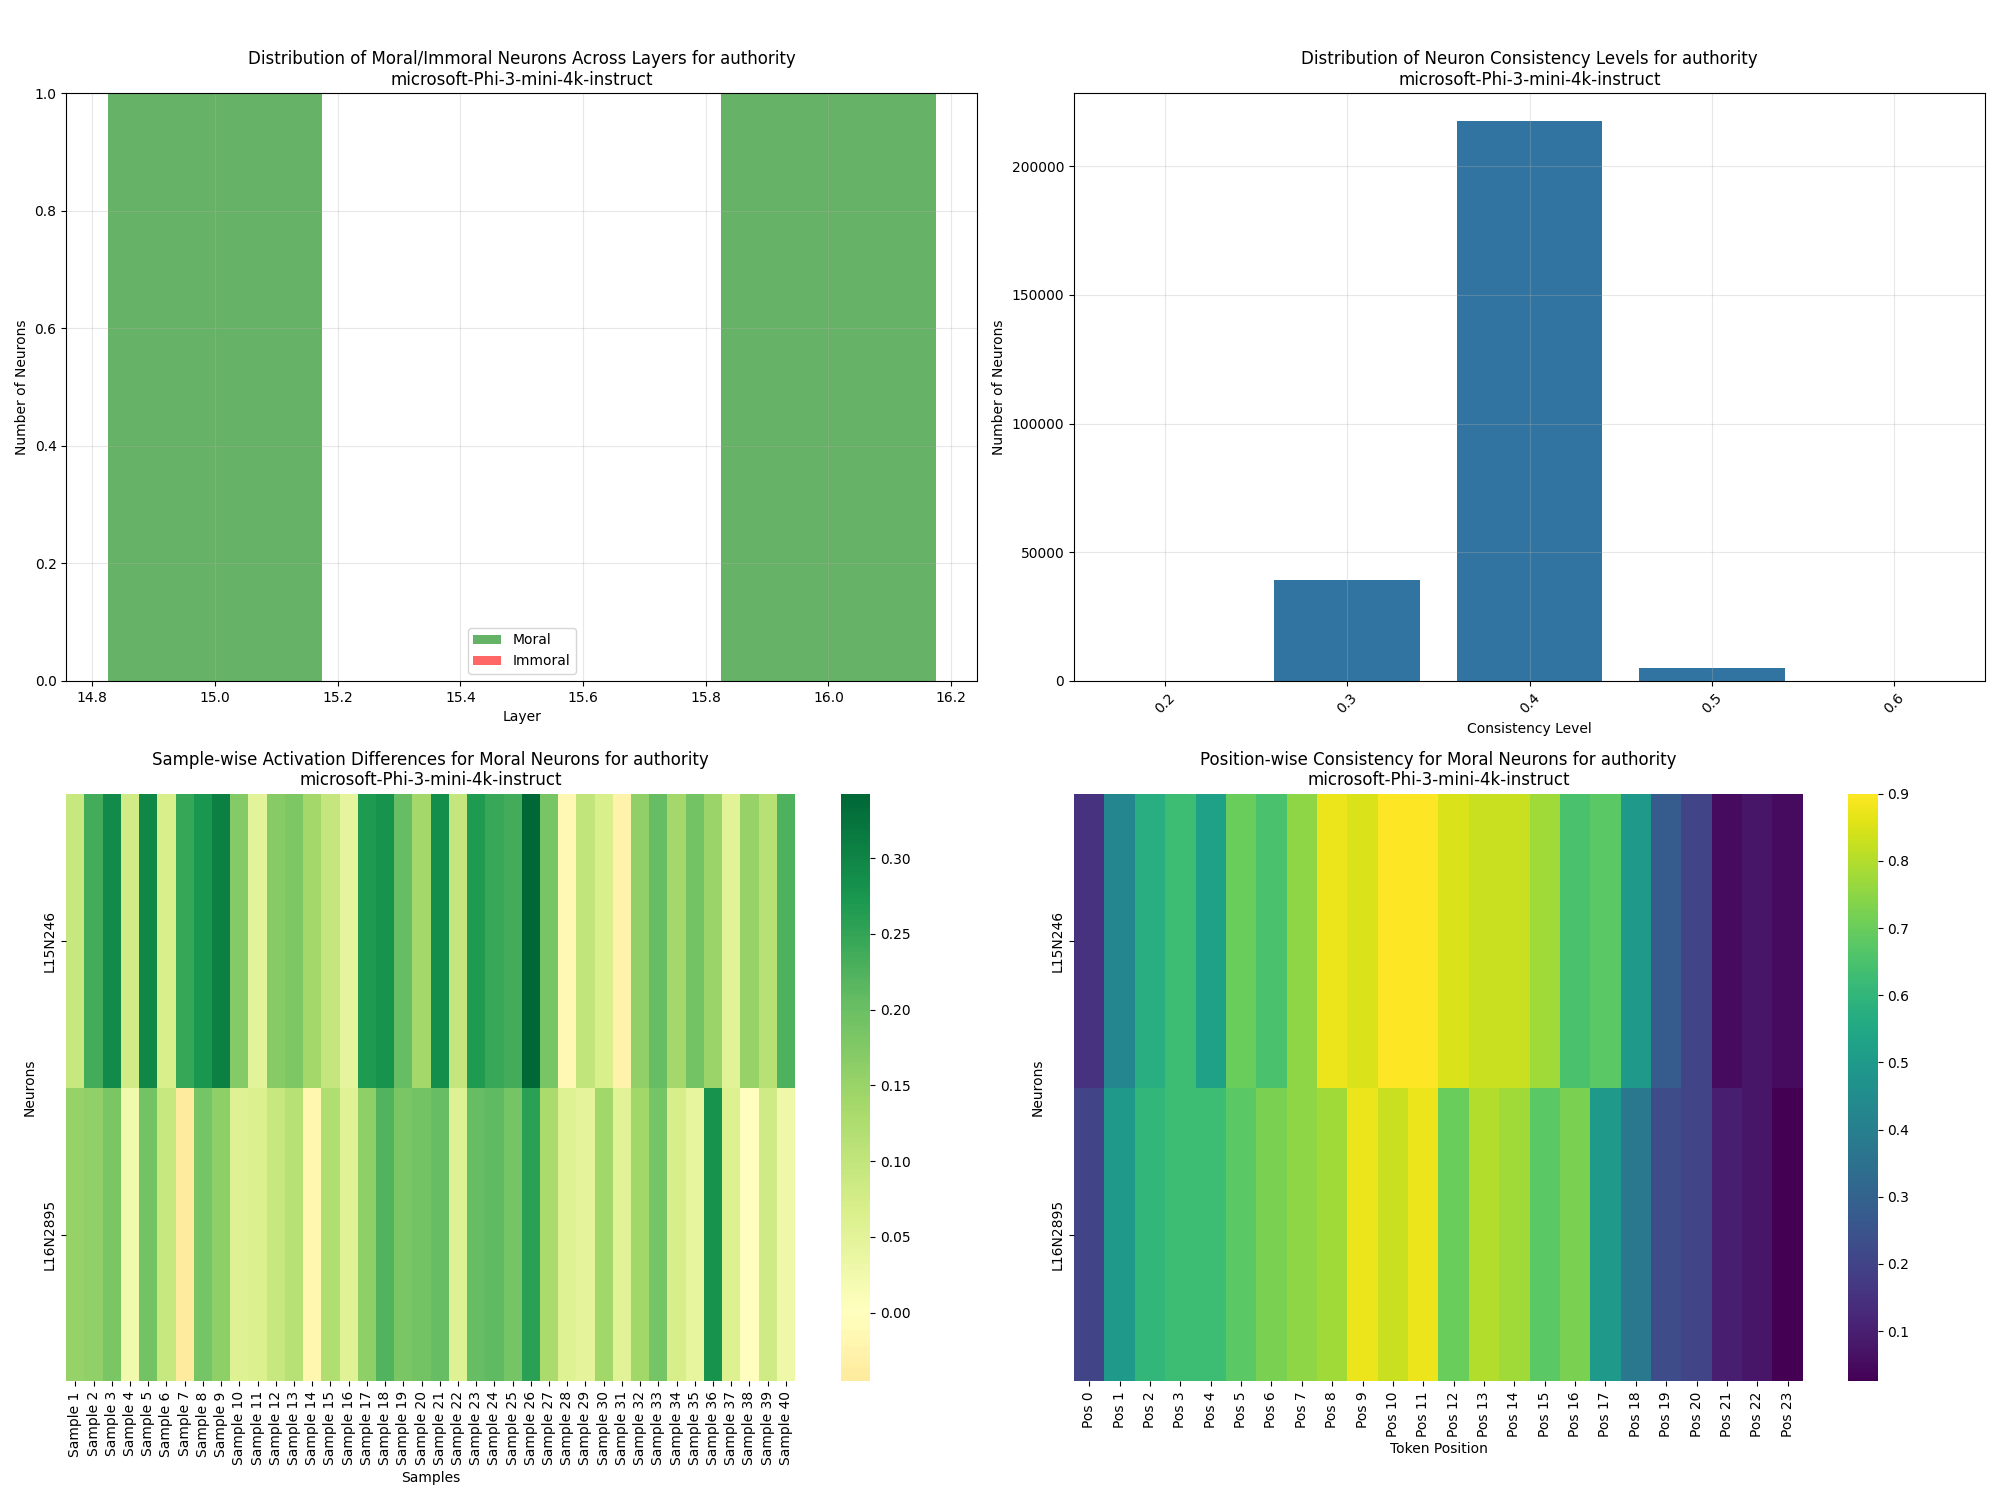 Distribution of Moral/Immoral Neurons Across Layers for authority
microsoft-Phi-3-mini-4k-instruct
1.0
0.8
0.6
0.4
0.2
0.0
Number of Neurons
Moral
Immoral
14.8 15.0 15.2 15.4 15.6 15.8 16.0 16.2
Layer
Distribution of Neuron Consistency Levels for authority
microsoft-Phi-3-mini-4k-instruct
200000
150000
100000
50000
0
Number of Neurons
0.2 0.3 0.4 0.5 0.6
Consistency Level
Sample-wise Activation Differences for Moral Neurons for authority
microsoft-Phi-3-mini-4k-instruct
L15N246
L16N2895
Neurons
0.30
0.25
0.20
0.15
0.10
0.05
0.00
Sample 1
Sample 2
Sample 3
Sample 4
Sample 5
Sample 6
Sample 7
Sample 8
Sample 9
Sample 10
Sample 11
Sample 12
Sample 13
Sample 14
Sample 15
Sample 16
Sample 17
Sample 18
Sample 19
Sample 20
Sample 21
Sample 22
Sample 23
Sample 24
Sample 25
Sample 26
Sample 27
Sample 28
Sample 29
Sample 30
Sample 31
Sample 32
Sample 33
Sample 34
Sample 35
Sample 36
Sample 37
Sample 38
Sample 39
Sample 40
Samples
Position-wise Consistency for Moral Neurons for authority
microsoft-Phi-3-mini-4k-instruct
L15N246
L16N2895
Neurons
0.9
0.8
0.7
0.6
0.5
0.4
0.3
0.2
0.1
Pos 0
Pos 1
Pos 2
Pos 3
Pos 4
Pos 5
Pos 6
Pos 7
Pos 8
Pos 9
Pos 10
Pos 11
Pos 12
Pos 13
Pos 14
Pos 15
Pos 16
Pos 17
Pos 18
Pos 19
Pos 20
Pos 21
Pos 22
Pos 23
Token Position